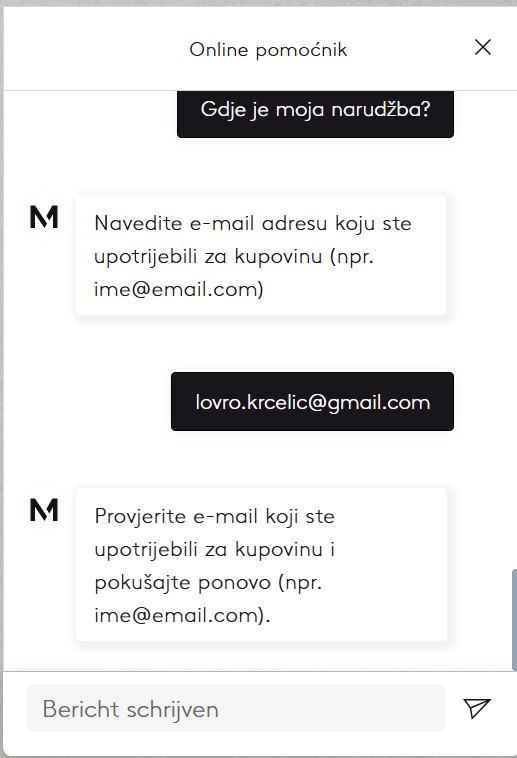 Online pomoćnik
Gdje je moja narudžba?
M
Navedite e-mail adresu koju ste
upotrijebili za kupovinu (npr.
ime@email.com)
lovro.krcelic@gmail.com
M
Provjerite e-mail koji ste
upotrijebili za kupovinu i
pokušajte ponovo (npr.
ime@email.com).
Bericht schrijven